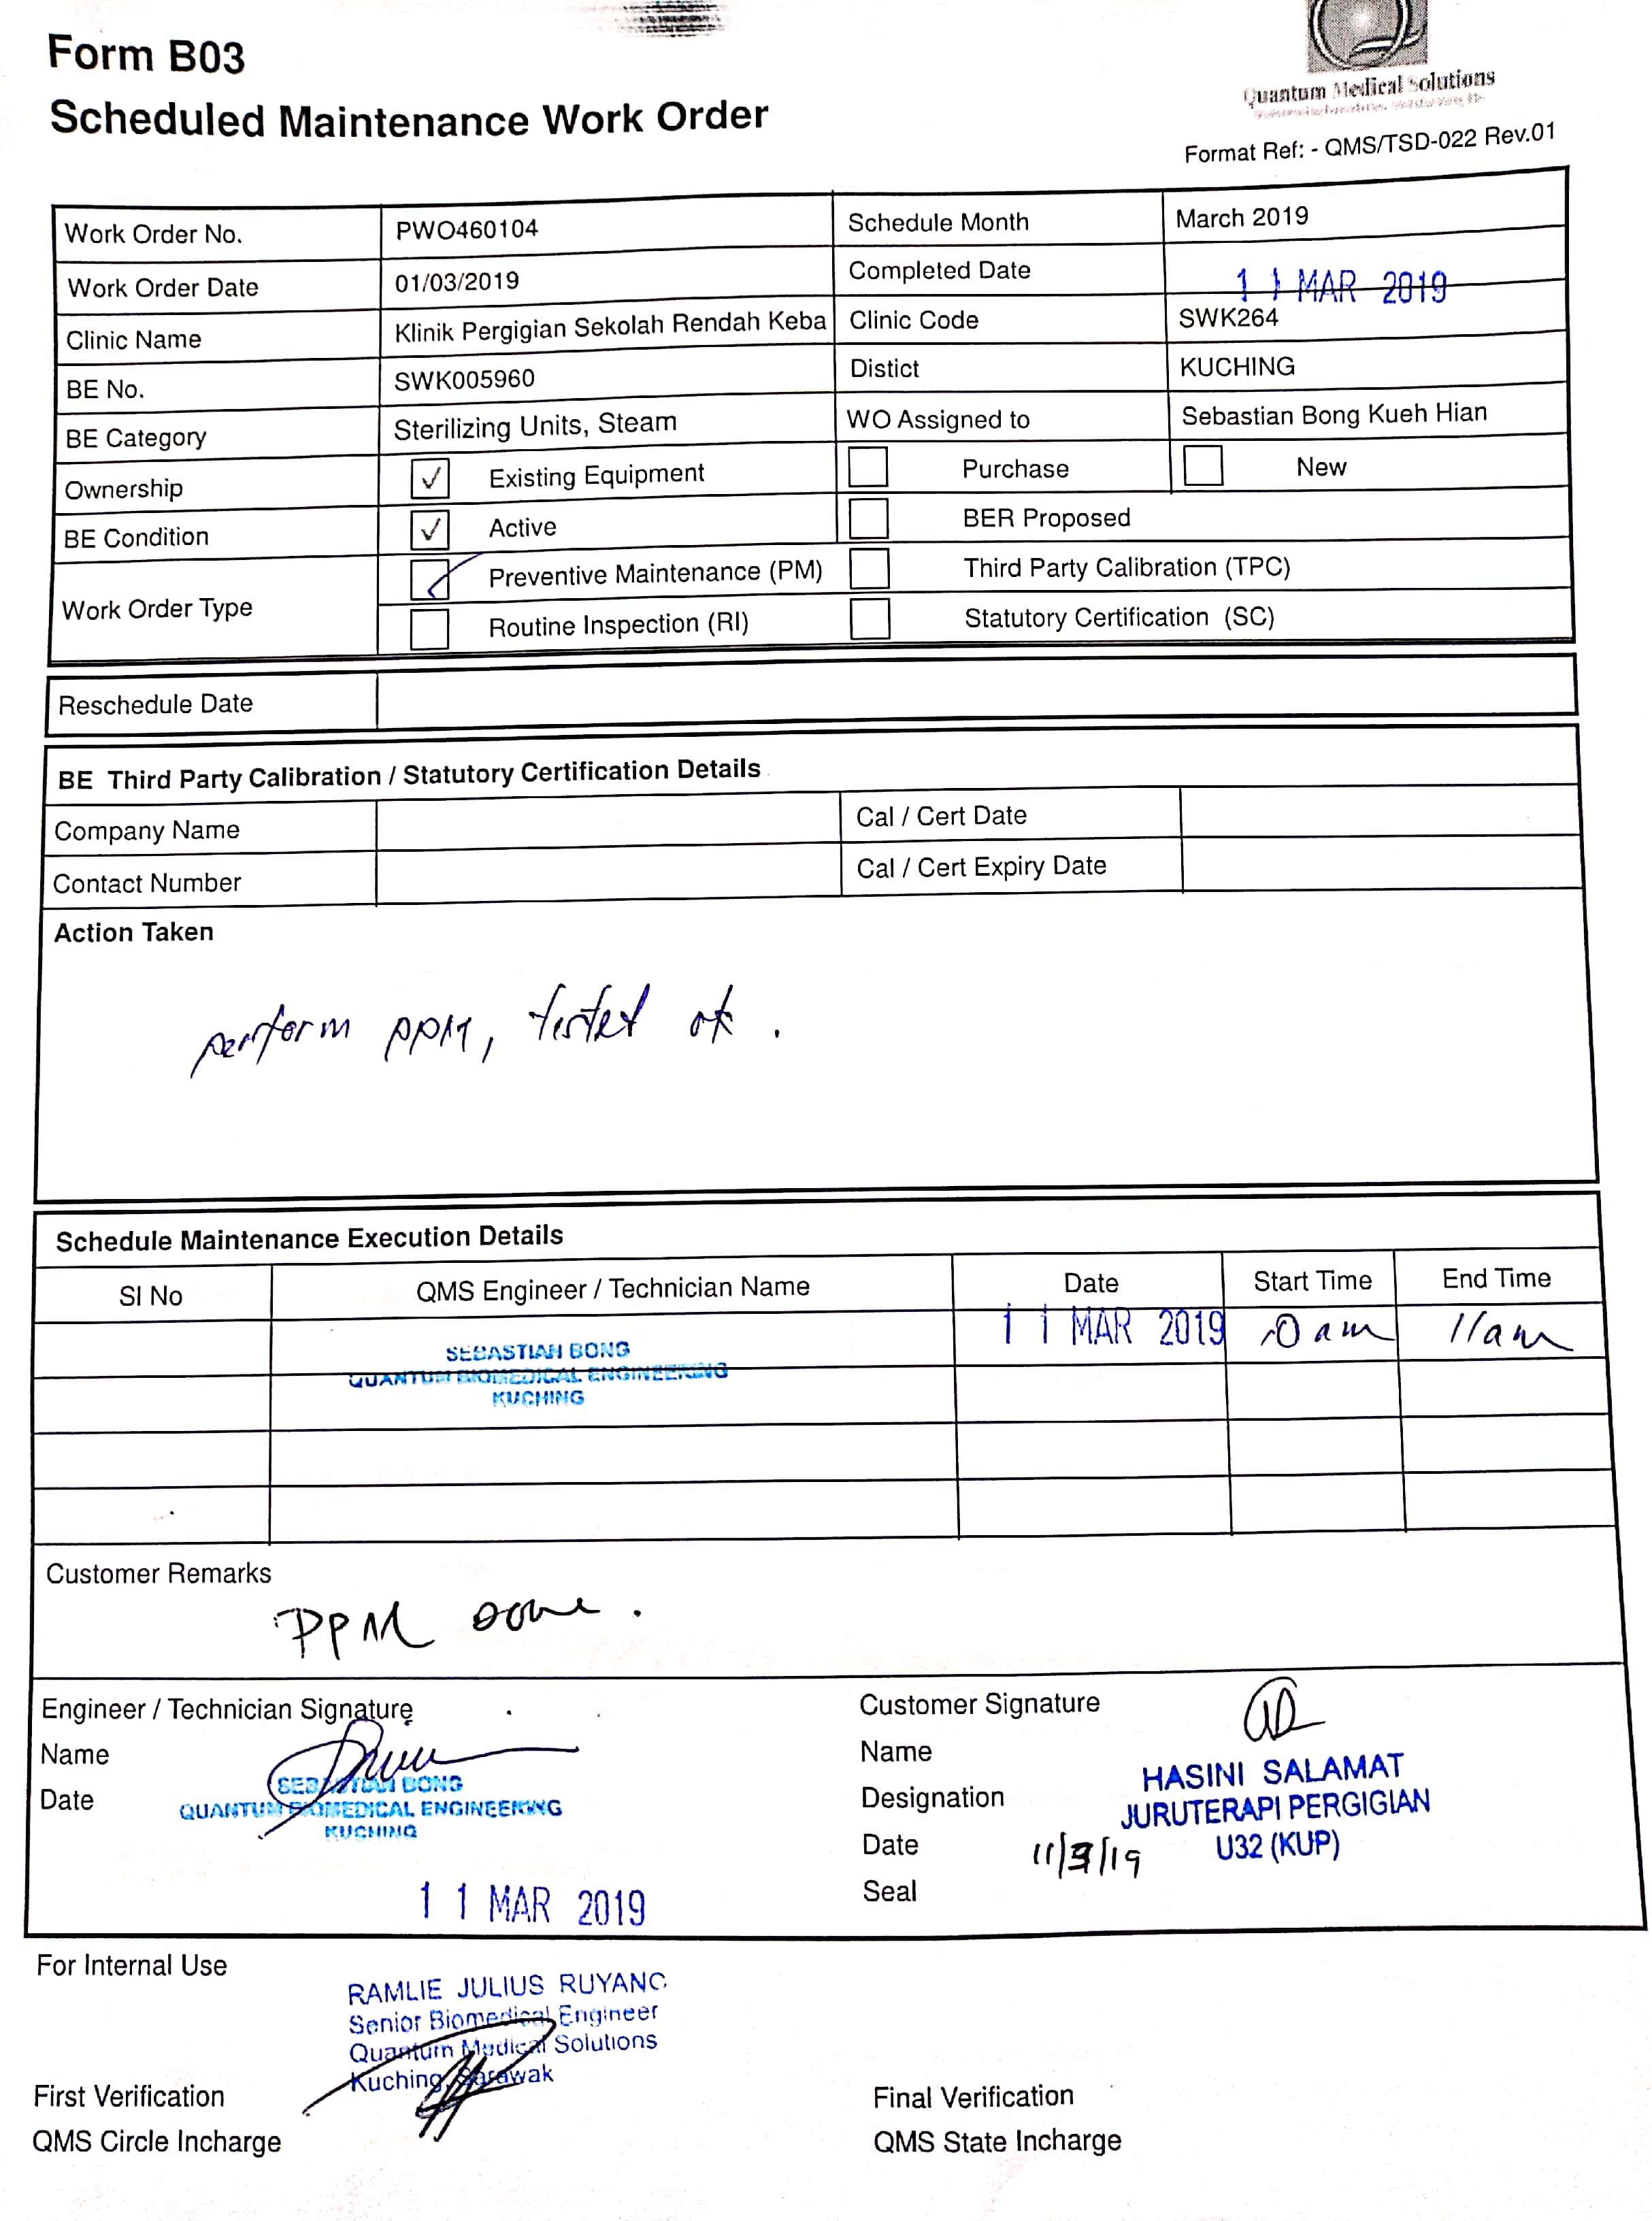 Form B03
Scheduled Maintenance Work Order
Quantum Medical Solutions
Format Ref: - QMS/TSD-022 Rev.01
Work Order No. PWO460104 Schedule Month March 2019
Work Order Date 01/03/2019 Completed Date 11 MAR 2019
Clinic Name Klinik Pergigian Sekolah Rendah Keba Clinic Code SWK264
BE No. SWK005960 Distict KUCHING
BE Category Sterilizing Units, Steam WO Assigned to Sebastian Bong Kueh Hian
Ownership ✓ Existing Equipment Purchase New
BE Condition ✓ Active BER Proposed
Work Order Type ✓ Preventive Maintenance (PM) Third Party Calibration (TPC)
Routine Inspection (RI) Statutory Certification (SC)
Reschedule Date
BE Third Party Calibration / Statutory Certification Details
Company Name Cal / Cert Date
Contact Number Cal / Cert Expiry Date
Action Taken
perform PPM, tested ok.
Schedule Maintenance Execution Details
SI No QMS Engineer / Technician Name Date Start Time End Time
SEBASTIAN BONG 11 MAR 2019 10 am 11am
QUANTUM BIOMEDICAL ENGINEERING
KUCHING
Customer Remarks
PPM done.
Engineer / Technician Signature Customer Signature
Name Name
SEBASTIAN BONG HASINI SALAMAT
Date QUANTUM BIOMEDICAL ENGINEERING Designation JURUTERAPI PERGIGIAN
KUCHING U32 (KUP)
Date 11/3/19
Seal
11 MAR 2019
For Internal Use
RAMLIE JULIUS RUYANG
Senior Biomedical Engineer
Quantum Medical Solutions
Kuching, Sarawak
First Verification Final Verification
QMS Circle Incharge QMS State Incharge